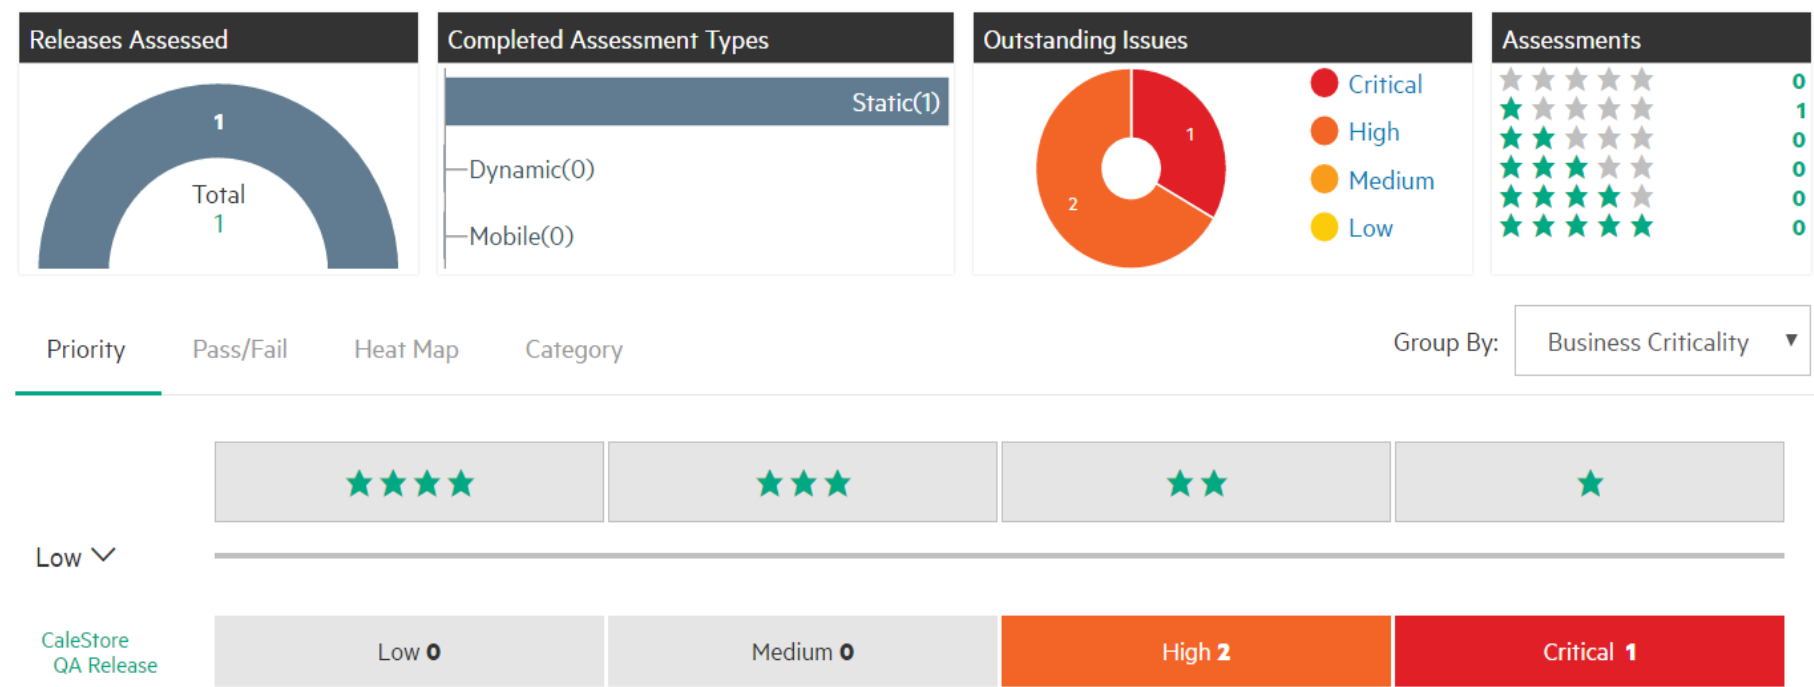 Releases Assessed
1
Total
1
Completed Assessment Types
Static(1)
Dynamic(0)
Mobile(0)
Outstanding Issues
1
2
Critical
High
Medium
Low
Assessments
0
1
0
0
0
0
Priority Pass/Fail Heat Map Category
Group By: Business Criticality
Low
CaleStore
QA Release
Low 0
Medium 0
High 2
Critical 1